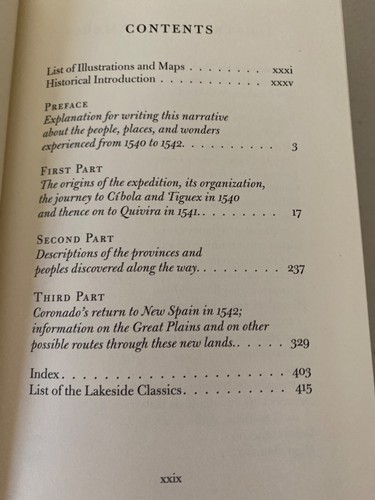 CONTENTS
List of Illustrations and Maps . . . . . . . . xxxi
Historical Introduction . . . . . . . . . . . xxxv
PREFACE
Explanation for writing this narrative
about the people, places, and wonders
experienced from 1540 to 1542. . . . . . . . . . 3
FIRST PART
The origins of the expedition, its organization,
the journey to Cíbola and Tiguex in 1540
and thence on to Quivira in 1541. . . . . . . . . 17
SECOND PART
Descriptions of the provinces and
peoples discovered along the way. . . . . . . . . 237
THIRD PART
Coronado's return to New Spain in 1542;
information on the Great Plains and on other
possible routes through these new lands. . . . . . 329
Index. . . . . . . . . . . . . . . . . . . 403
List of the Lakeside Classics. . . . . . . . . . 415
xxix